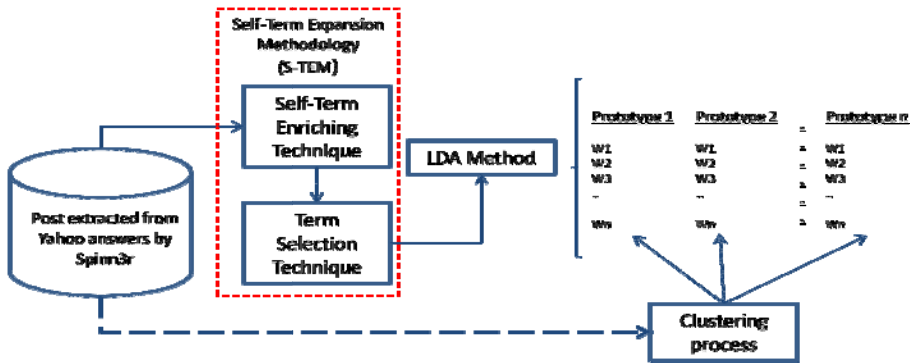 Self-Term Expansion
Methodology
(S-TEM)
Self-Term
Enriching
Technique
Term
Selection
Technique
Post extracted from
Yahoo answers by
Spinn3r
LDA Method
Prototype 1 Prototype 2 Prototype n
W1 W1 W1
W2 W2 W2
W3 W3 W3
Wn Wn Wn
Clustering
process